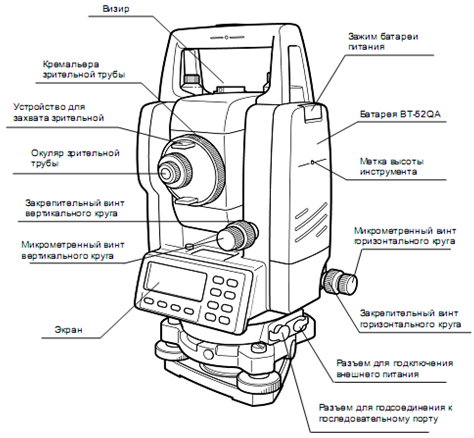 Визир
Кремальера
зрительной трубы
Устройство для
захвата зрительной
Окуляр зрительной
трубы
Закрепительный винт
вертикального круга
Микрометренный винт
вертикального круга
Экран
Зажим батареи
питания
Батарея BT-52QA
Метка высоты
инструмента
Микрометренный винт
горизонтального круга
Закрепительный винт
горизонтального круга
Разъем для подключения
внешнего питания
Разъем для подсоединения к
последовательному порту